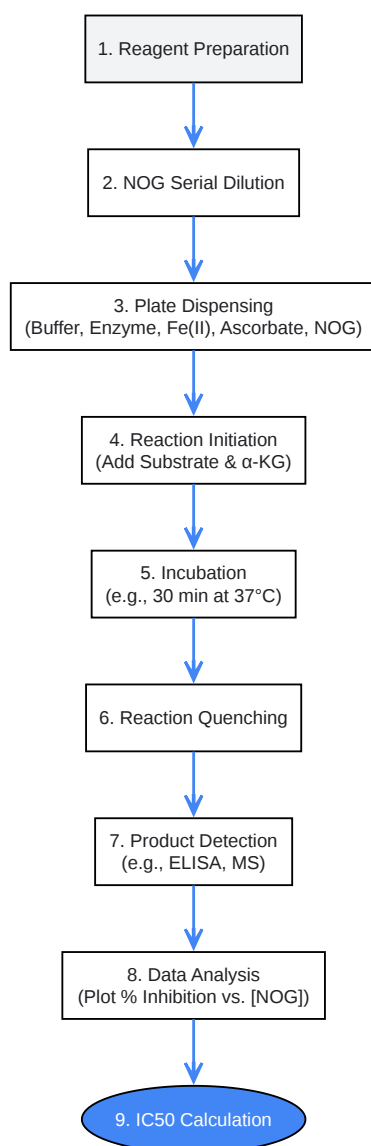 1. Reagent Preparation
2. NOG Serial Dilution
3. Plate Dispensing
(Buffer, Enzyme, Fe(II), Ascorbate, NOG)
4. Reaction Initiation
(Add Substrate & α-KG)
5. Incubation
(e.g., 30 min at 37°C)
6. Reaction Quenching
7. Product Detection
(e.g., ELISA, MS)
8. Data Analysis
(Plot % Inhibition vs. [NOG])
9. IC50 Calculation